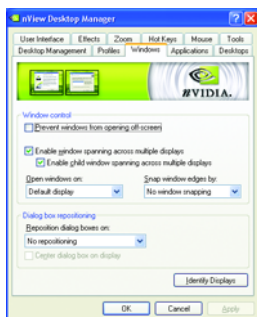 nView Desktop Manager
User Interface Effects Zoom Hot Keys Mouse Tools
Desktop Management Profiles Windows Applications Desktops
NVIDIA.
Window control
Prevent windows from opening off-screen
Enable window spanning across multiple displays
Enable child window spanning across multiple displays
Open windows on: Snap window edges by:
Default display No window snapping
Dialog box repositioning
Reposition dialog boxes on:
No repositioning
Center dialog box on display
Identify Displays
OK Cancel Apply